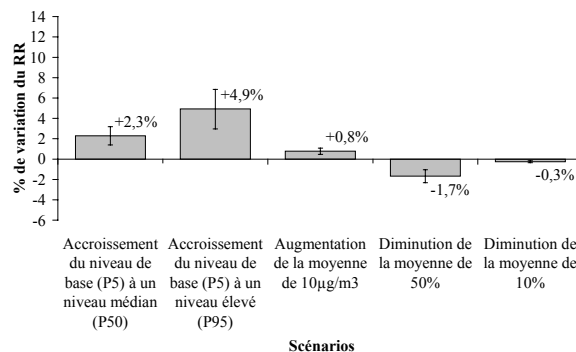 % de variation du RR
14
12
10
8
6
4
2
0
-2
-4
-6
+2,3%
+4,9%
+0,8%
-1,7%
-0,3%
Accroissement
du niveau de
base (P5) à un
niveau médian
(P50)
Accroissement
du niveau de
base (P5) à un
niveau élevé
(P95)
Augmentation
de la moyenne
de 10µg/m3
Diminution de
la moyenne de
50%
Diminution de
la moyenne de
10%
Scénarios